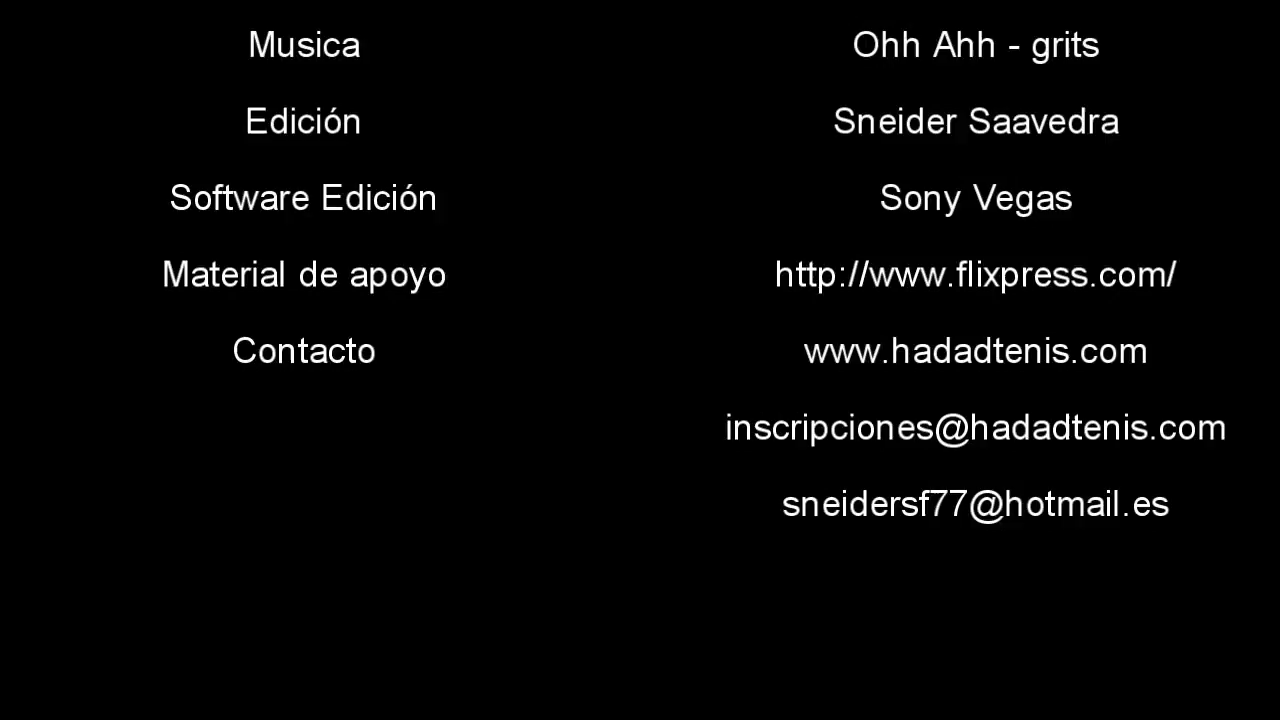 Musica Ohh Ahh - grits
Edición Sneider Saavedra
Software Edición Sony Vegas
Material de apoyo http://www.flixpress.com/
Contacto www.hadadtenis.com
inscripciones@hadadtenis.com
sneidersf77@hotmail.es